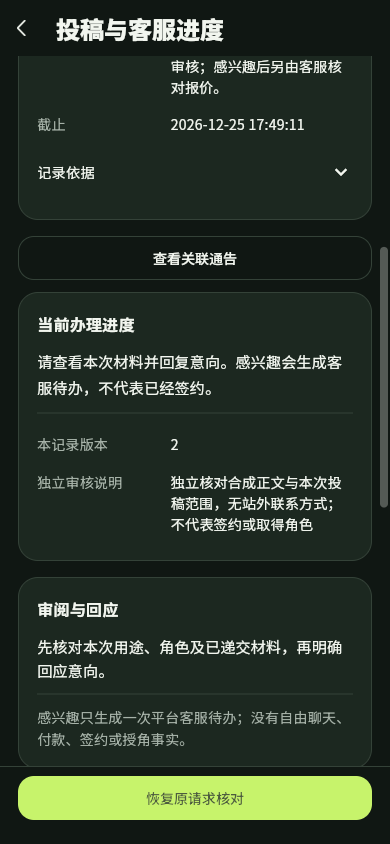 投稿与客服进度
审核；感兴趣后另由客服核
对报价。
截止 2026-12-25 17:49:11
记录依据
查看关联通告
当前办理进度
请查看本次材料并回复意向。感兴趣会生成客
服待办，不代表已经签约。
本记录版本 2
独立审核说明 独立核对合成正文与本次投
稿范围，无站外联系方式；
不代表签约或取得角色
审阅与回应
先核对本次用途、角色及已递交材料，再明确
回应意向。
感兴趣只生成一次平台客服待办；没有自由聊天、
付款、签约或授角事实。
恢复原请求核对